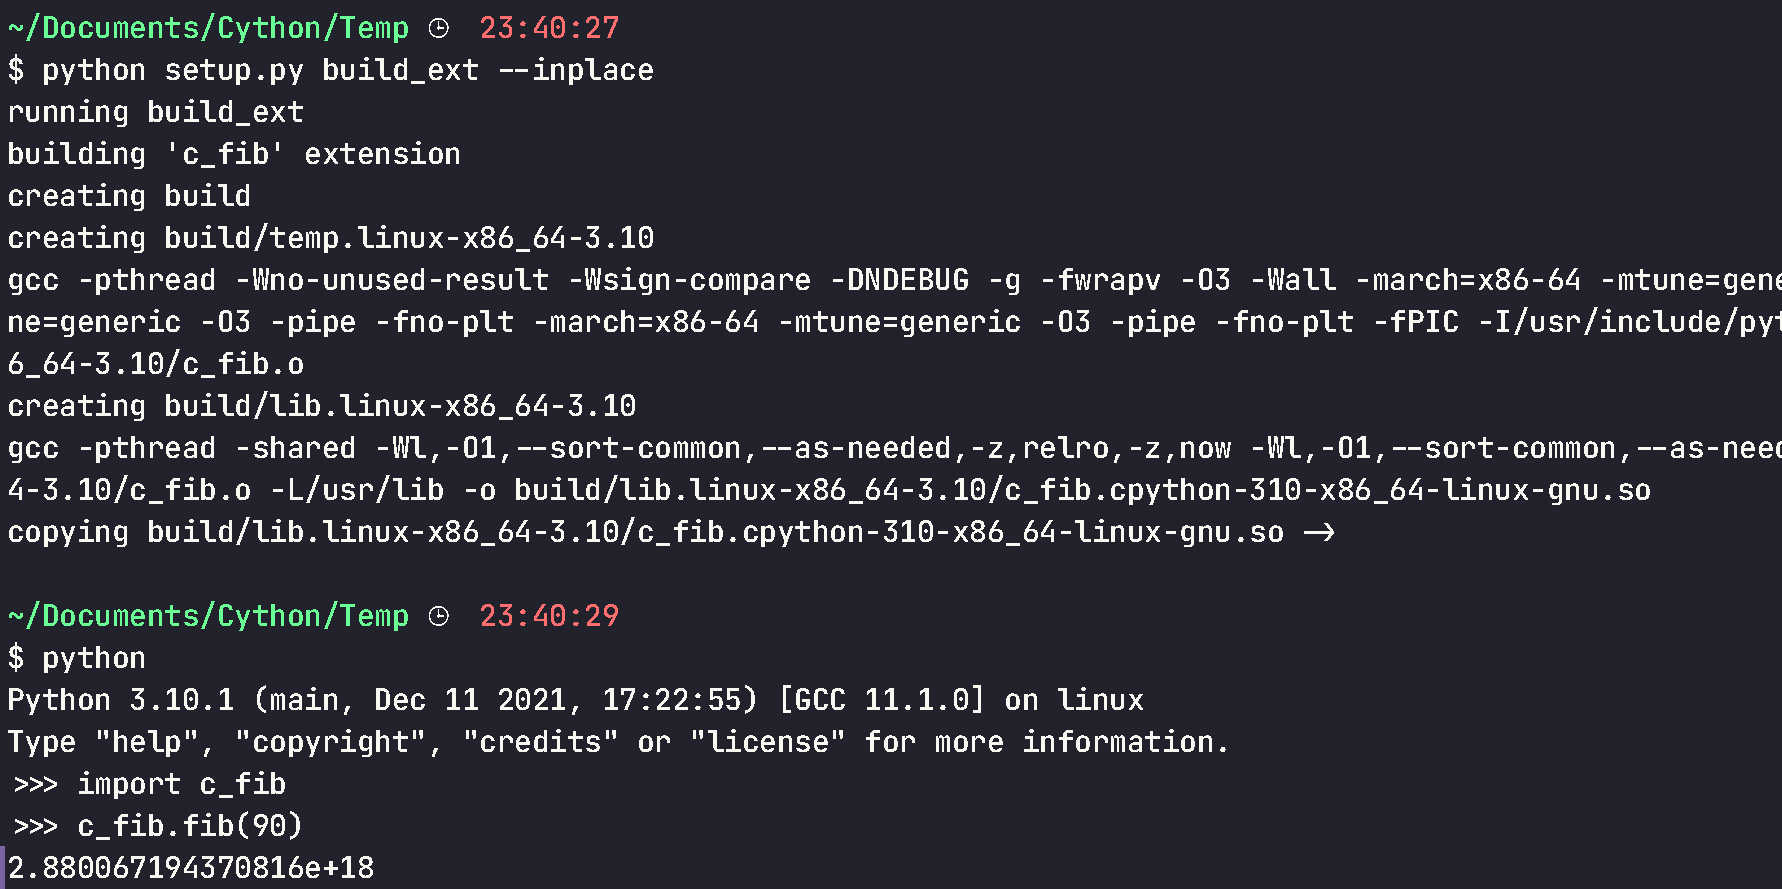 ~/Documents/Cython/Temp 23:40:27
$ python setup.py build_ext --inplace
running build_ext
building 'c_fib' extension
creating build
creating build/temp.linux-x86_64-3.10
gcc -pthread -Wno-unused-result -Wsign-compare -DNDEBUG -g -fwrapv -O3 -Wall -march=x86-64 -mtune=gene
ne=generic -O3 -pipe -fno-plt -march=x86-64 -mtune=generic -O3 -pipe -fno-plt -fPIC -I/usr/include/pyt
6_64-3.10/c_fib.o
creating build/lib.linux-x86_64-3.10
gcc -pthread -shared -Wl,-O1,--sort-common,--as-needed,-z,relro,-z,now -Wl,-O1,--sort-common,--as-need
4-3.10/c_fib.o -L/usr/lib -o build/lib.linux-x86_64-3.10/c_fib.cpython-310-x86_64-linux-gnu.so
copying build/lib.linux-x86_64-3.10/c_fib.cpython-310-x86_64-linux-gnu.so ->
~/Documents/Cython/Temp 23:40:29
$ python
Python 3.10.1 (main, Dec 11 2021, 17:22:55) [GCC 11.1.0] on linux
Type "help", "copyright", "credits" or "license" for more information.
>>> import c_fib
>>> c_fib.fib(90)
2.880067194370816e+18